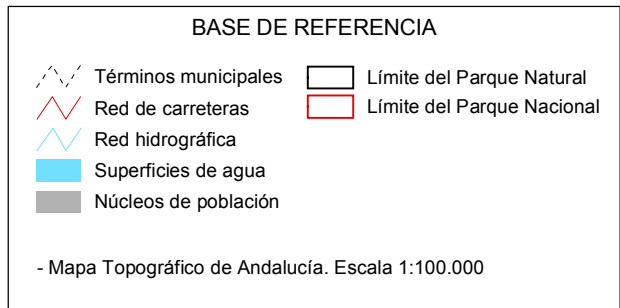 BASE DE REFERENCIA
Términos municipales
Red de carreteras
Red hidrográfica
Superficies de agua
Núcleos de población
Límite del Parque Natural
Límite del Parque Nacional
- Mapa Topográfico de Andalucía. Escala 1:100.000